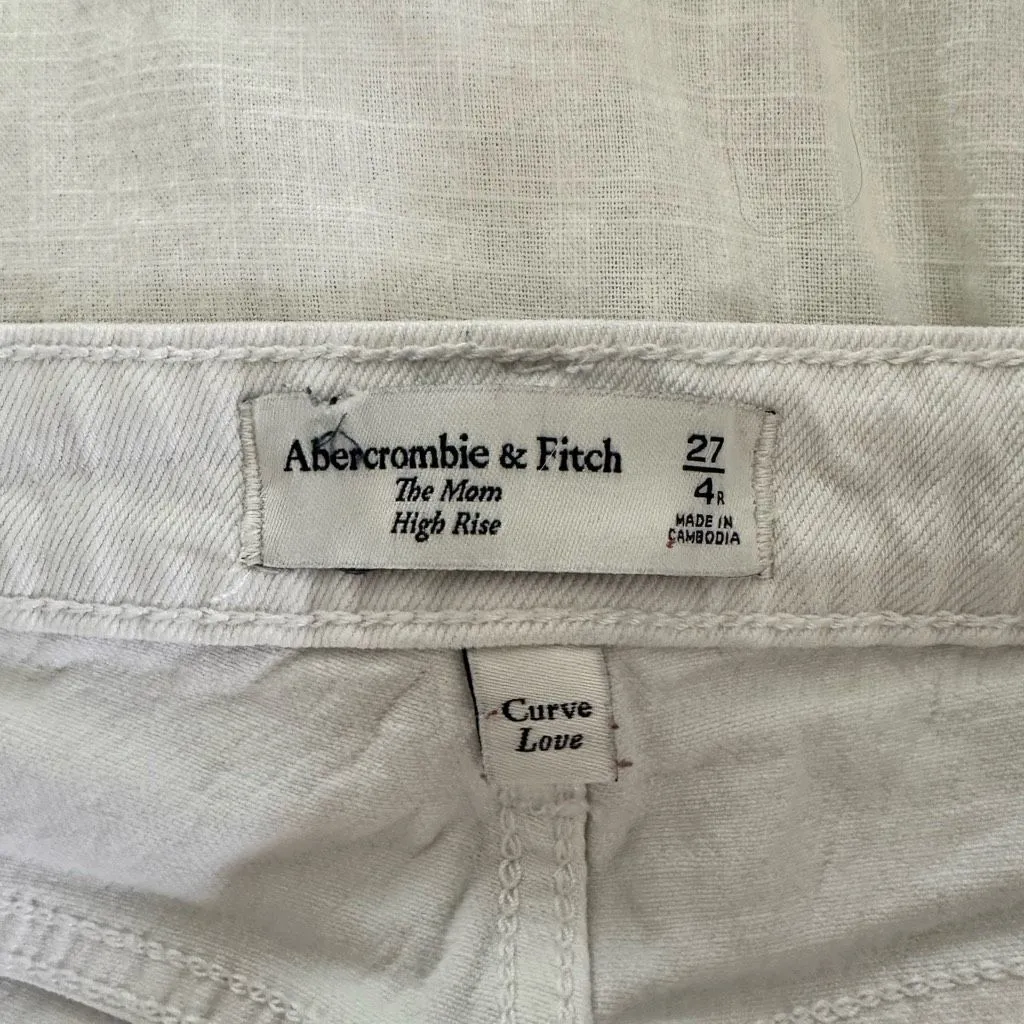 Abercrombie & Fitch
The Mom
High Rise
27
4R
MADE IN
CAMBODIA
Curve
Love